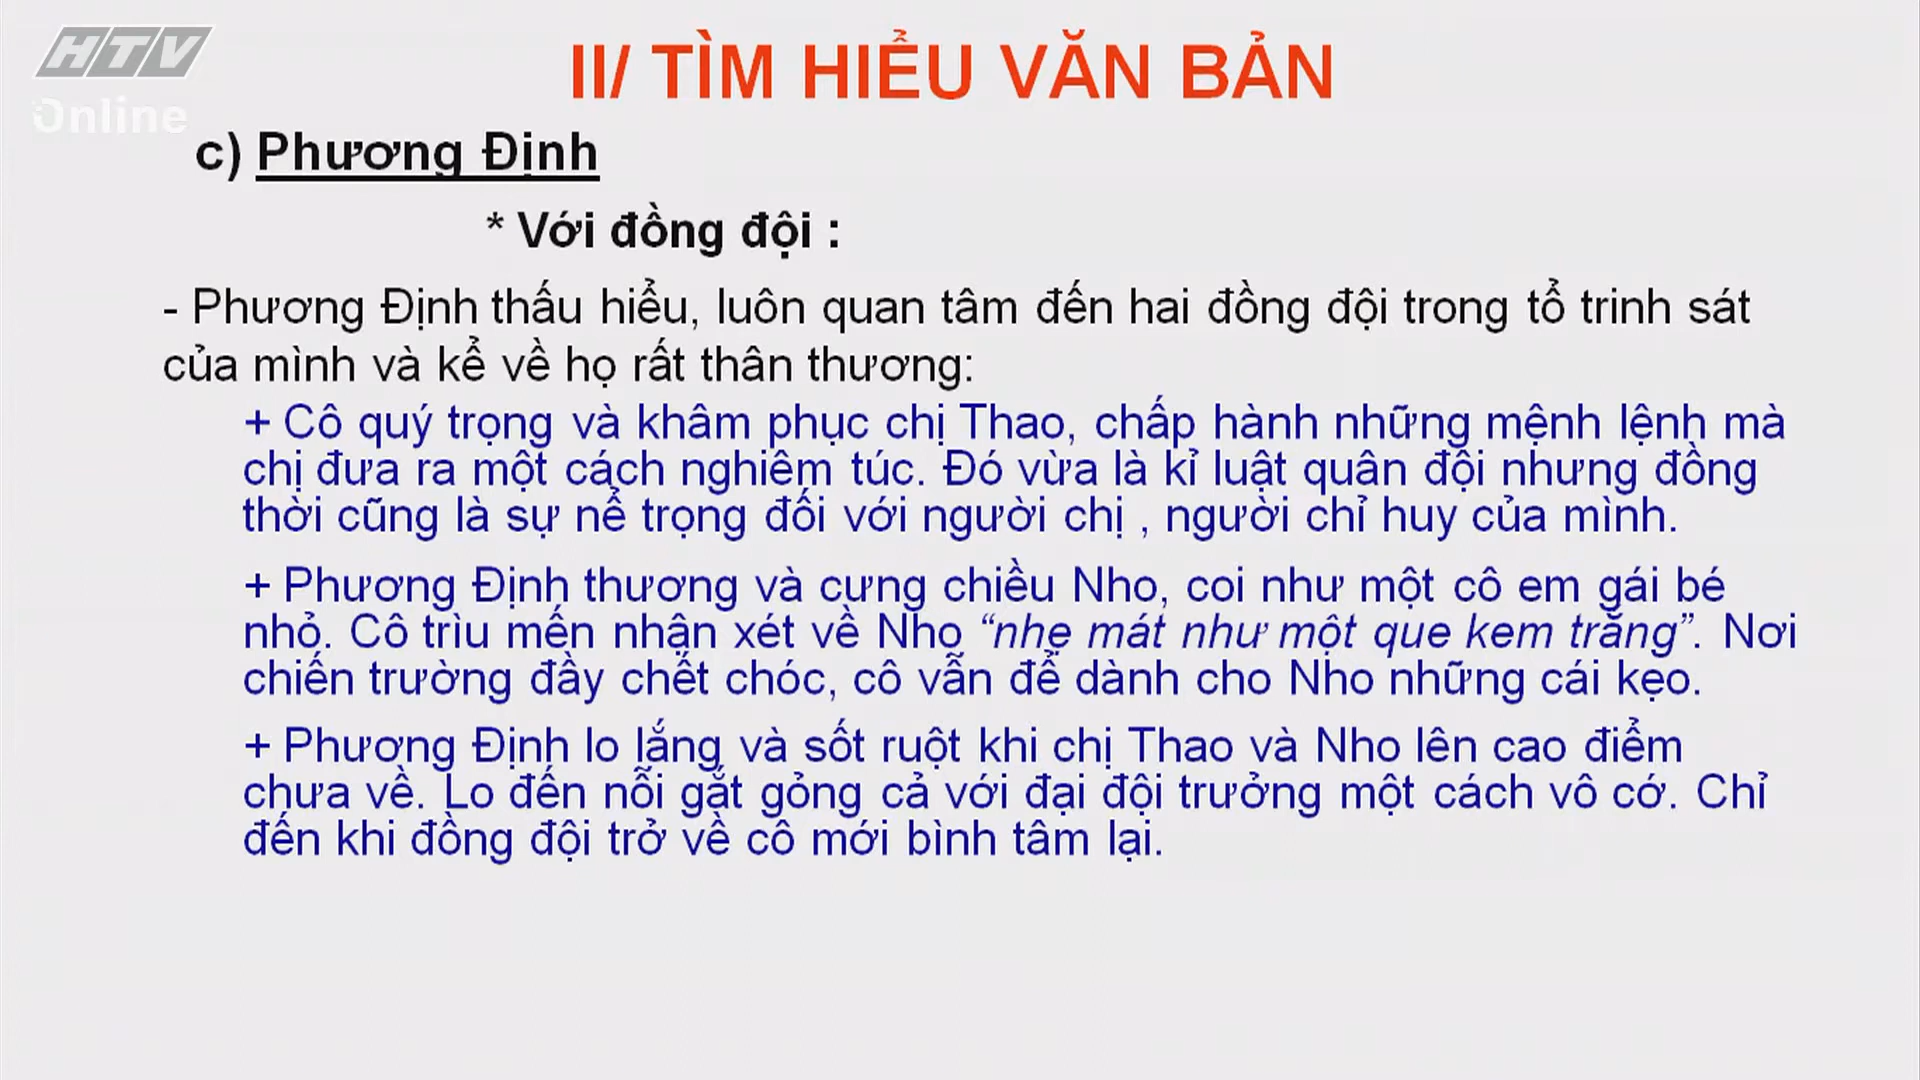 HTV
Online
II/ TÌM HIỂU VĂN BẢN
c) Phương Định
* Với đồng đội :
- Phương Định thấu hiểu, luôn quan tâm đến hai đồng đội trong tổ trinh sát
của mình và kể về họ rất thân thương:
+ Cô quý trọng và khâm phục chị Thao, chấp hành những mệnh lệnh mà
chị đưa ra một cách nghiêm túc. Đó vừa là kỉ luật quân đội nhưng đồng
thời cũng là sự nể trọng đối với người chị , người chỉ huy của mình.
+ Phương Định thương và cưng chiều Nho, coi như một cô em gái bé
nhỏ. Cô trìu mến nhận xét về Nho “nhẹ mát như một que kem trắng”. Nơi
chiến trường đầy chết chóc, cô vẫn để dành cho Nho những cái kẹo.
+ Phương Định lo lắng và sốt ruột khi chị Thao và Nho lên cao điểm
chưa về. Lo đến nỗi gắt gỏng cả với đại đội trưởng một cách vô cớ. Chỉ
đến khi đồng đội trở về cô mới bình tâm lại.